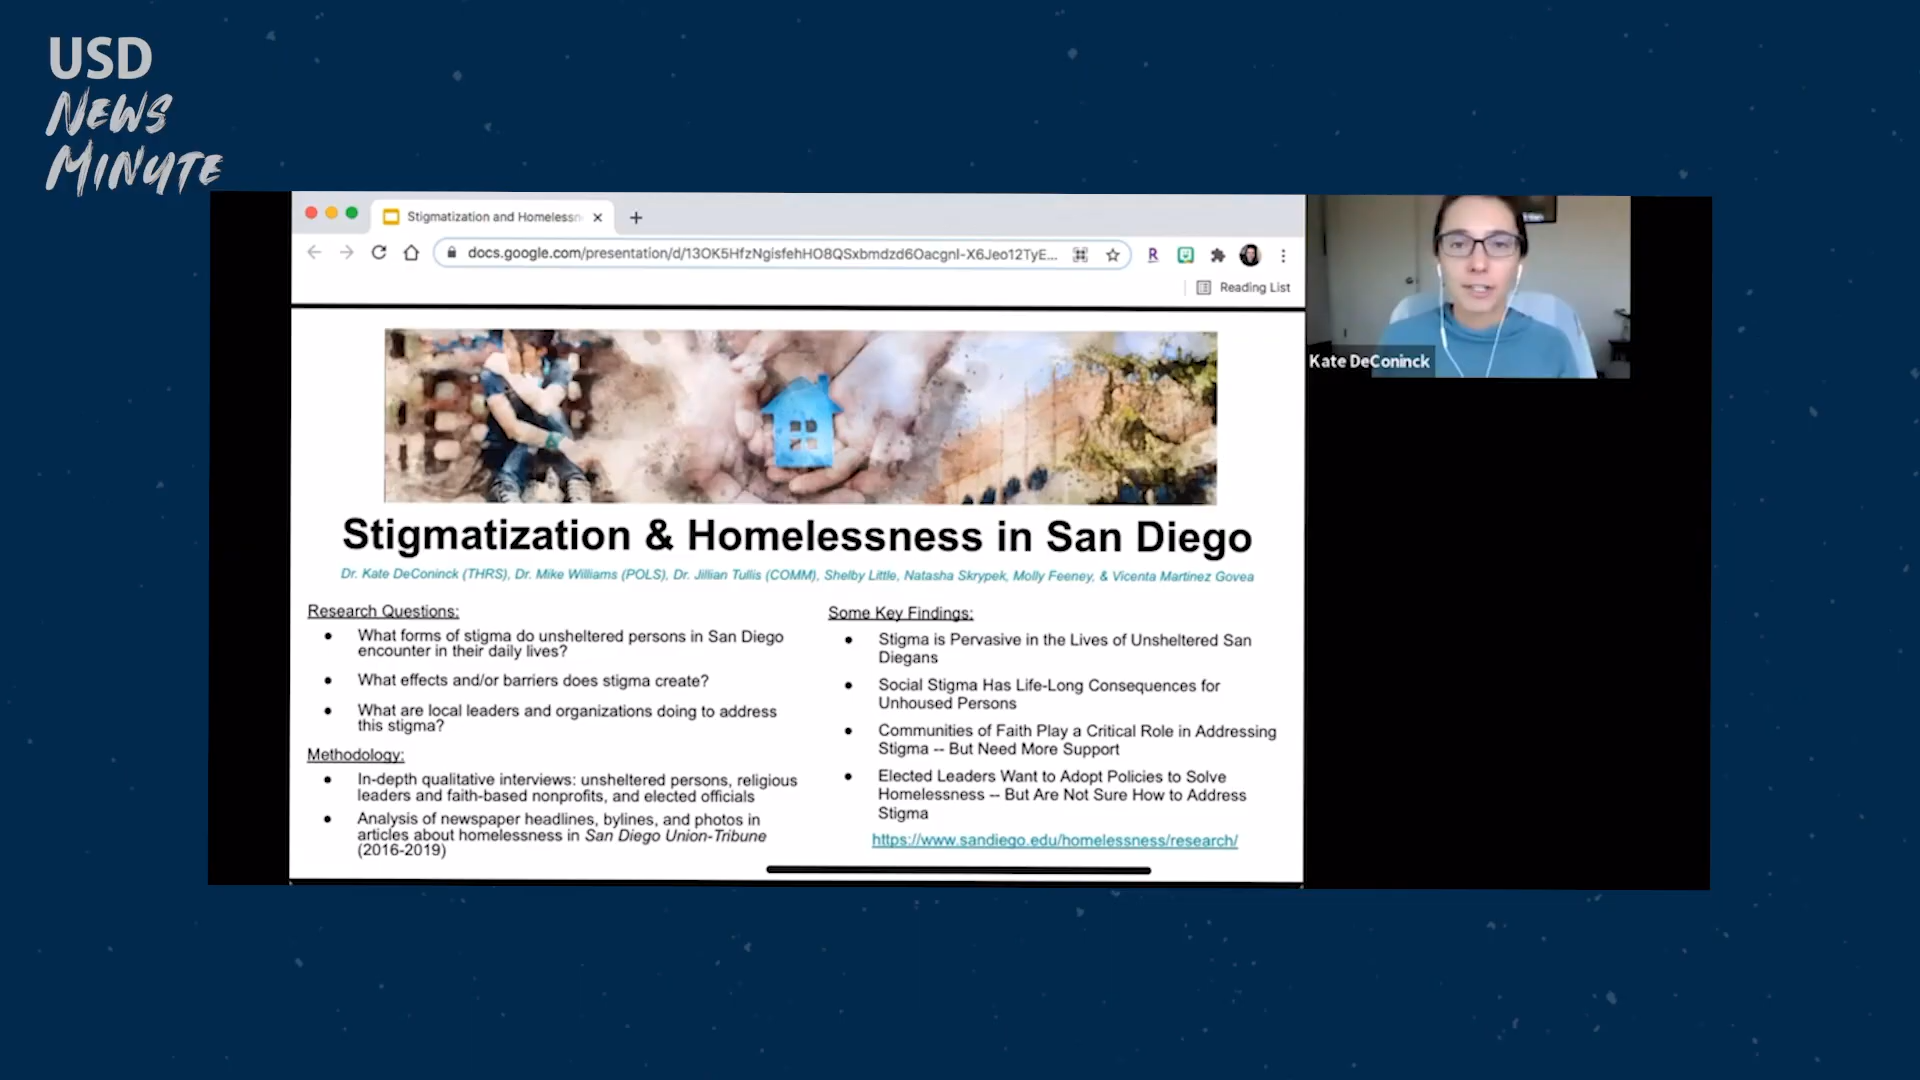 USD
NEWS
MINUTE
Stigmatization and Homelessn
docs.google.com/presentation/d/13OK5HfzNgisfehHO8QSxbmdzd6Oacgnl-X6Jeo12TyE...
R
Reading List
Kate DeConinck
Stigmatization & Homelessness in San Diego
Dr. Kate DeConinck (THRS), Dr. Mike Williams (POLS), Dr. Jillian Tullis (COMM), Shelby Little, Natasha Skrypek, Molly Feeney, & Vicenta Martinez Govea
Research Questions:
● What forms of stigma do unsheltered persons in San Diego
encounter in their daily lives?
● What effects and/or barriers does stigma create?
● What are local leaders and organizations doing to address
this stigma?
Methodology:
● In-depth qualitative interviews: unsheltered persons, religious
leaders and faith-based nonprofits, and elected officials
● Analysis of newspaper headlines, bylines, and photos in
articles about homelessness in San Diego Union-Tribune
(2016-2019)
Some Key Findings:
● Stigma is Pervasive in the Lives of Unsheltered San
Diegans
● Social Stigma Has Life-Long Consequences for
Unhoused Persons
● Communities of Faith Play a Critical Role in Addressing
Stigma -- But Need More Support
● Elected Leaders Want to Adopt Policies to Solve
Homelessness -- But Are Not Sure How to Address
Stigma
https://www.sandiego.edu/homelessness/research/